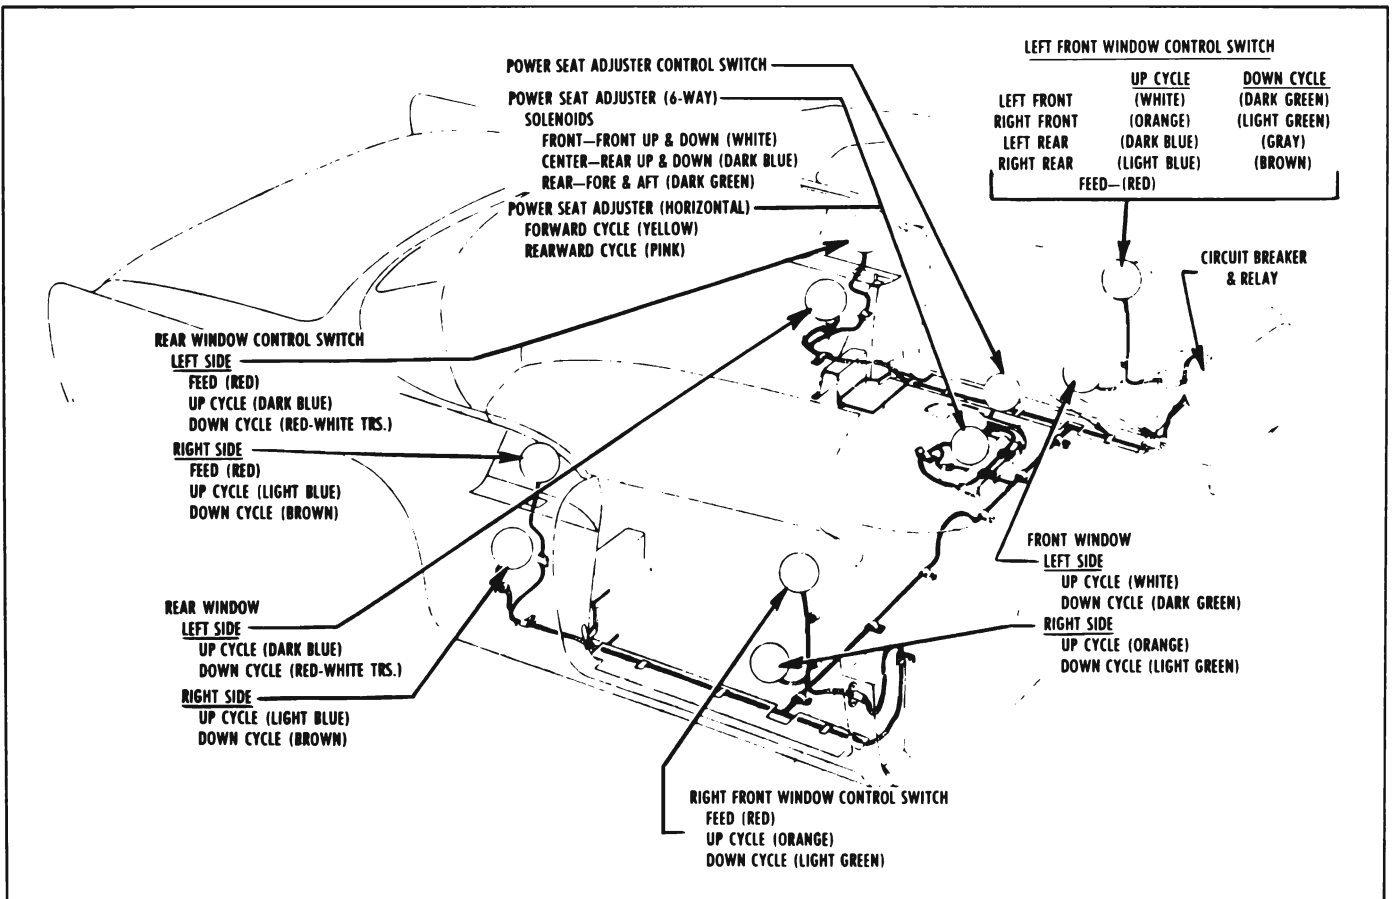 POWER SEAT ADJUSTER CONTROL SWITCH
POWER SEAT ADJUSTER (6-WAY)
SOLENOIDS
FRONT—FRONT UP & DOWN (WHITE)
CENTER—REAR UP & DOWN (DARK BLUE)
REAR—FORE & AFT (DARK GREEN)
POWER SEAT ADJUSTER (HORIZONTAL)
FORWARD CYCLE (YELLOW)
REARWARD CYCLE (PINK)
LEFT FRONT WINDOW CONTROL SWITCH
UP CYCLE DOWN CYCLE
LEFT FRONT (WHITE) (DARK GREEN)
RIGHT FRONT (ORANGE) (LIGHT GREEN)
LEFT REAR (DARK BLUE) (GRAY)
RIGHT REAR (LIGHT BLUE) (BROWN)
FEED—(RED)
CIRCUIT BREAKER
& RELAY
REAR WINDOW CONTROL SWITCH
LEFT SIDE
FEED (RED)
UP CYCLE (DARK BLUE)
DOWN CYCLE (RED-WHITE TRS.)
RIGHT SIDE
FEED (RED)
UP CYCLE (LIGHT BLUE)
DOWN CYCLE (BROWN)
REAR WINDOW
LEFT SIDE
UP CYCLE (DARK BLUE)
DOWN CYCLE (RED-WHITE TRS.)
RIGHT SIDE
UP CYCLE (LIGHT BLUE)
DOWN CYCLE (BROWN)
FRONT WINDOW
LEFT SIDE
UP CYCLE (WHITE)
DOWN CYCLE (DARK GREEN)
RIGHT SIDE
UP CYCLE (ORANGE)
DOWN CYCLE (LIGHT GREEN)
RIGHT FRONT WINDOW CONTROL SWITCH
FEED (RED)
UP CYCLE (ORANGE)
DOWN CYCLE (LIGHT GREEN)